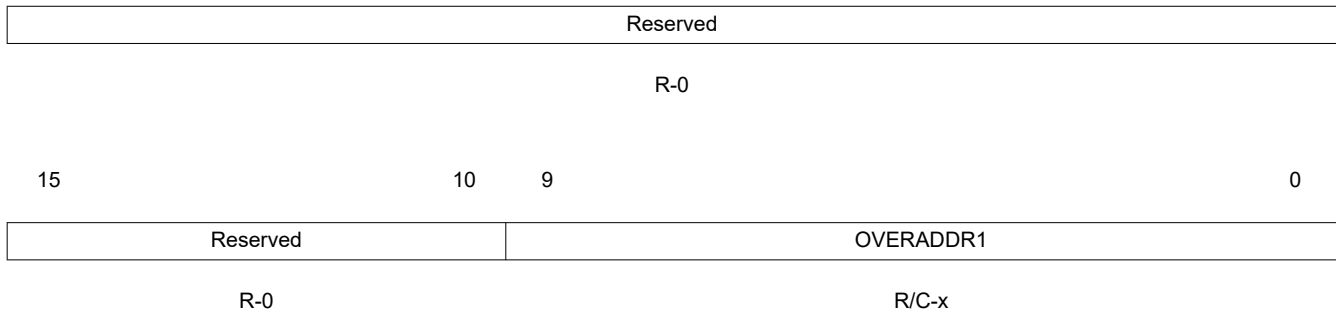 Reserved
R-0
15 10 9 0
Reserved OVERADDR1
R-0 R/C-x